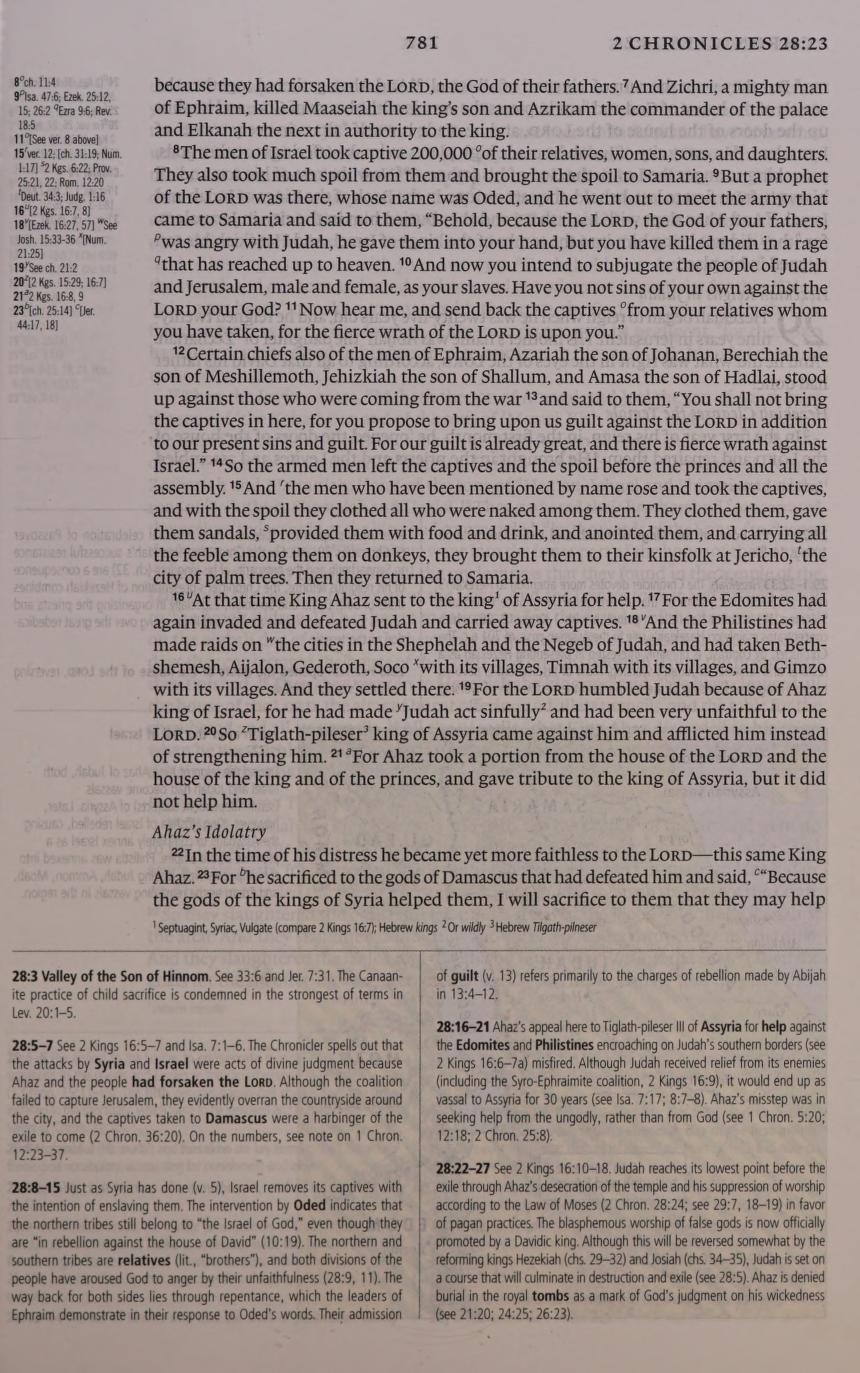 781
2 CHRONICLES 28:23
8°ch. 11:4
9ᵖIsa. 47:6; Ezek. 25:12,
15; 26:2 ᵠEzra 9:6; Rev.
18:5
11°[See ver. 8 above]
15ʳver. 12; [ch. 31:19; Num.
1:17] ˢ2 Kgs. 6:22; Prov.
25:21, 22; Rom. 12:20
ᵗDeut. 34:3; Judg. 1:16
16ᵘ[2 Kgs. 16:7, 8]
18ᵛ[Ezek. 16:27, 57] ʷSee
Josh. 15:33-36 ˣ[Num.
21:25]
19ʸSee ch. 21:2
20ᶻ[2 Kgs. 15:29; 16:7]
21ᵃ2 Kgs. 16:8, 9
23ᵇ[ch. 25:14] ᶜ[Jer.
44:17, 18]
because they had forsaken the LORD, the God of their fathers. ⁷And Zichri, a mighty man
of Ephraim, killed Maaseiah the king's son and Azrikam the commander of the palace
and Elkanah the next in authority to the king.
⁸The men of Israel took captive 200,000 °of their relatives, women, sons, and daughters.
They also took much spoil from them and brought the spoil to Samaria. ⁹But a prophet
of the LORD was there, whose name was Oded, and he went out to meet the army that
came to Samaria and said to them, “Behold, because the LORD, the God of your fathers,
ᵖwas angry with Judah, he gave them into your hand, but you have killed them in a rage
ᵠthat has reached up to heaven. ¹⁰And now you intend to subjugate the people of Judah
and Jerusalem, male and female, as your slaves. Have you not sins of your own against the
LORD your God? ¹¹Now hear me, and send back the captives °from your relatives whom
you have taken, for the fierce wrath of the LORD is upon you.”
¹²Certain chiefs also of the men of Ephraim, Azariah the son of Johanan, Berechiah the
son of Meshillemoth, Jehizkiah the son of Shallum, and Amasa the son of Hadlai, stood
up against those who were coming from the war ¹³and said to them, “You shall not bring
the captives in here, for you propose to bring upon us guilt against the LORD in addition
to our present sins and guilt. For our guilt is already great, and there is fierce wrath against
Israel.” ¹⁴So the armed men left the captives and the spoil before the princes and all the
assembly. ¹⁵And ʳthe men who have been mentioned by name rose and took the captives,
and with the spoil they clothed all who were naked among them. They clothed them, gave
them sandals, ˢprovided them with food and drink, and anointed them, and carrying all
the feeble among them on donkeys, they brought them to their kinsfolk at Jericho, ᵗthe
city of palm trees. Then they returned to Samaria.
¹⁶ᵘAt that time King Ahaz sent to the king¹ of Assyria for help. ¹⁷For the Edomites had
again invaded and defeated Judah and carried away captives. ¹⁸ᵛAnd the Philistines had
made raids on ʷthe cities in the Shephelah and the Negeb of Judah, and had taken Beth-
shemesh, Aijalon, Gederoth, Soco ˣwith its villages, Timnah with its villages, and Gimzo
with its villages. And they settled there. ¹⁹For the LORD humbled Judah because of Ahaz
king of Israel, for he had made ʸJudah act sinfully² and had been very unfaithful to the
LORD. ²⁰So ᶻTiglath-pileser³ king of Assyria came against him and afflicted him instead
of strengthening him. ²¹ᵃFor Ahaz took a portion from the house of the LORD and the
house of the king and of the princes, and gave tribute to the king of Assyria, but it did
not help him.
Ahaz's Idolatry
²²In the time of his distress he became yet more faithless to the LORD—this same King
Ahaz. ²³For ᵇhe sacrificed to the gods of Damascus that had defeated him and said, ᶜ“Because
the gods of the kings of Syria helped them, I will sacrifice to them that they may help
¹ Septuagint, Syriac, Vulgate (compare 2 Kings 16:7); Hebrew kings ² Or wildly ³ Hebrew Tilgath-pilneser
28:3 Valley of the Son of Hinnom. See 33:6 and Jer. 7:31. The Canaan-
ite practice of child sacrifice is condemned in the strongest of terms in
Lev. 20:1–5.
28:5–7 See 2 Kings 16:5–7 and Isa. 7:1–6. The Chronicler spells out that
the attacks by Syria and Israel were acts of divine judgment because
Ahaz and the people had forsaken the LORD. Although the coalition
failed to capture Jerusalem, they evidently overran the countryside around
the city, and the captives taken to Damascus were a harbinger of the
exile to come (2 Chron. 36:20). On the numbers, see note on 1 Chron.
12:23–37.
28:8–15 Just as Syria has done (v. 5), Israel removes its captives with
the intention of enslaving them. The intervention by Oded indicates that
the northern tribes still belong to “the Israel of God,” even though they
are “in rebellion against the house of David” (10:19). The northern and
southern tribes are relatives (lit., “brothers”), and both divisions of the
people have aroused God to anger by their unfaithfulness (28:9, 11). The
way back for both sides lies through repentance, which the leaders of
Ephraim demonstrate in their response to Oded's words. Their admission
of guilt (v. 13) refers primarily to the charges of rebellion made by Abijah
in 13:4–12.
28:16–21 Ahaz's appeal here to Tiglath-pileser III of Assyria for help against
the Edomites and Philistines encroaching on Judah's southern borders (see
2 Kings 16:6–7a) misfired. Although Judah received relief from its enemies
(including the Syro-Ephraimite coalition, 2 Kings 16:9), it would end up as
vassal to Assyria for 30 years (see Isa. 7:17; 8:7–8). Ahaz's misstep was in
seeking help from the ungodly, rather than from God (see 1 Chron. 5:20;
12:18; 2 Chron. 25:8).
28:22–27 See 2 Kings 16:10–18. Judah reaches its lowest point before the
exile through Ahaz's desecration of the temple and his suppression of worship
according to the Law of Moses (2 Chron. 28:24; see 29:7, 18–19) in favor
of pagan practices. The blasphemous worship of false gods is now officially
promoted by a Davidic king. Although this will be reversed somewhat by the
reforming kings Hezekiah (chs. 29–32) and Josiah (chs. 34–35), Judah is set on
a course that will culminate in destruction and exile (see 28:5). Ahaz is denied
burial in the royal tombs as a mark of God's judgment on his wickedness
(see 21:20; 24:25; 26:23).